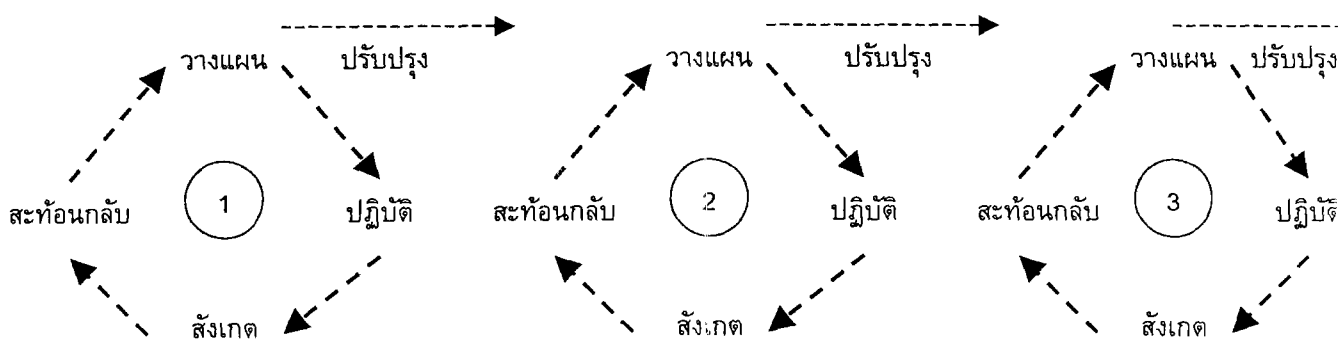 วางแผน ปรับปรุง วางแผน ปรับปรุง วางแผน ปรับปรุง
สะท้อนกลับ 1 ปฏิบัติ สะท้อนกลับ 2 ปฏิบัติ สะท้อนกลับ 3 ปฏิบัติ
สังเกต สังเกต สังเกต